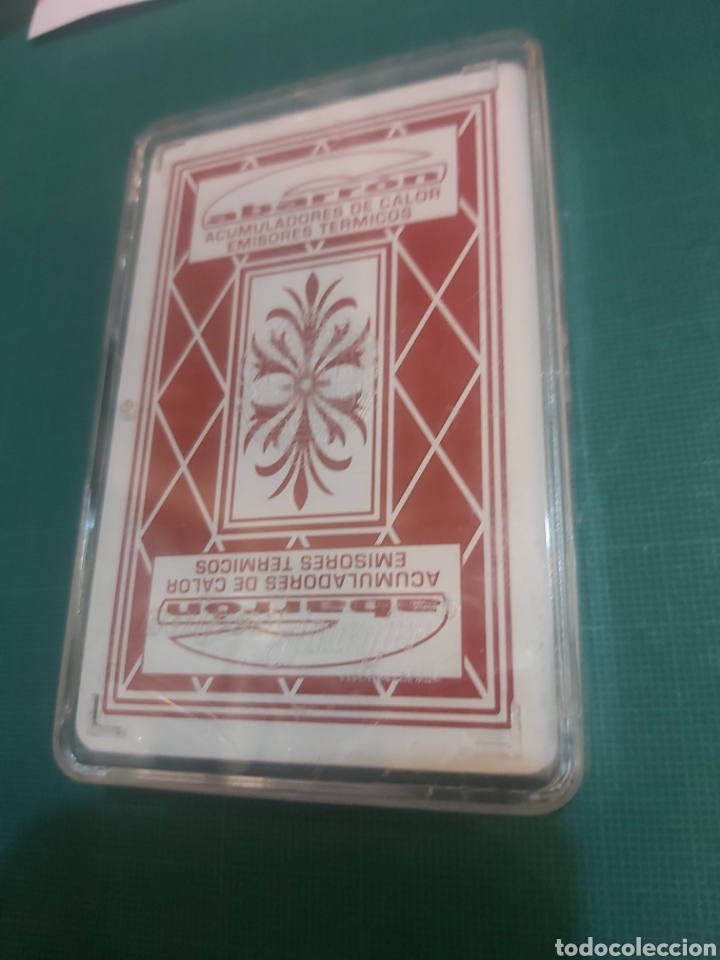 abarrón
ACUMULADORES DE CALOR
EMISORES TERMICOS
EMISORES TERMICOS
ACUMULADORES DE CALOR
abarrón
todocoleccion